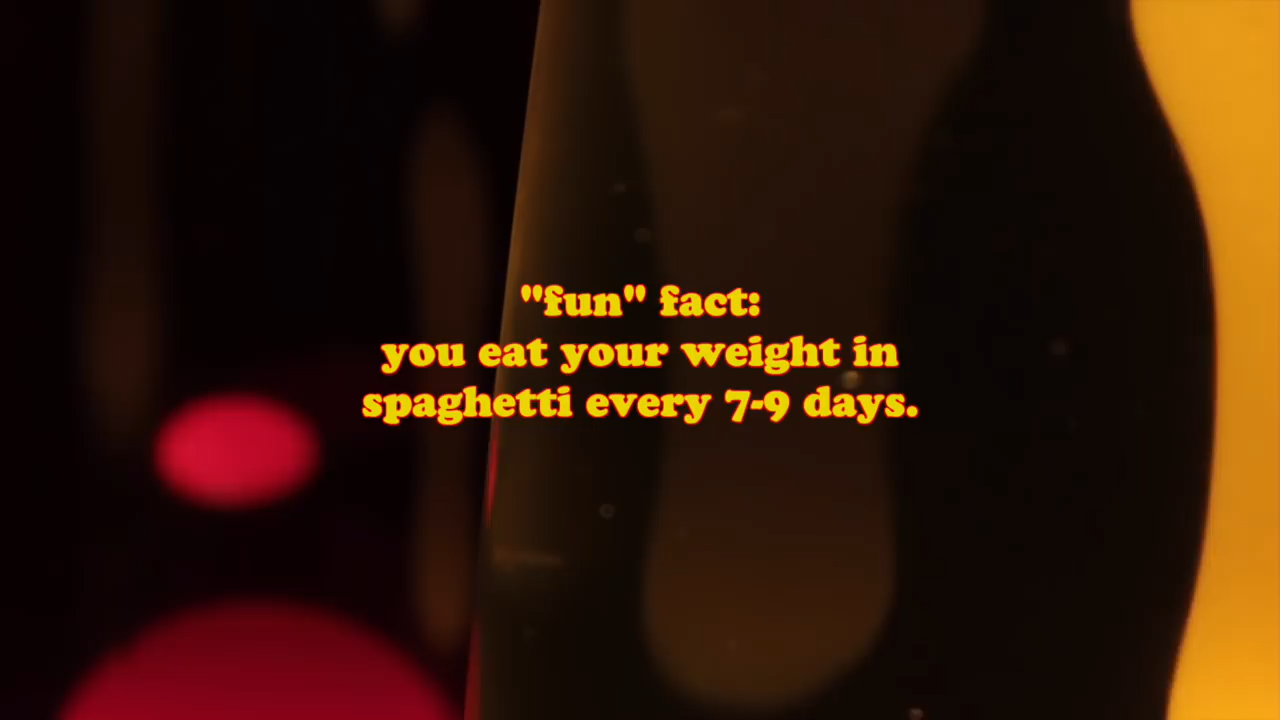 "fun" fact:
you eat your weight in
spaghetti every 7-9 days.